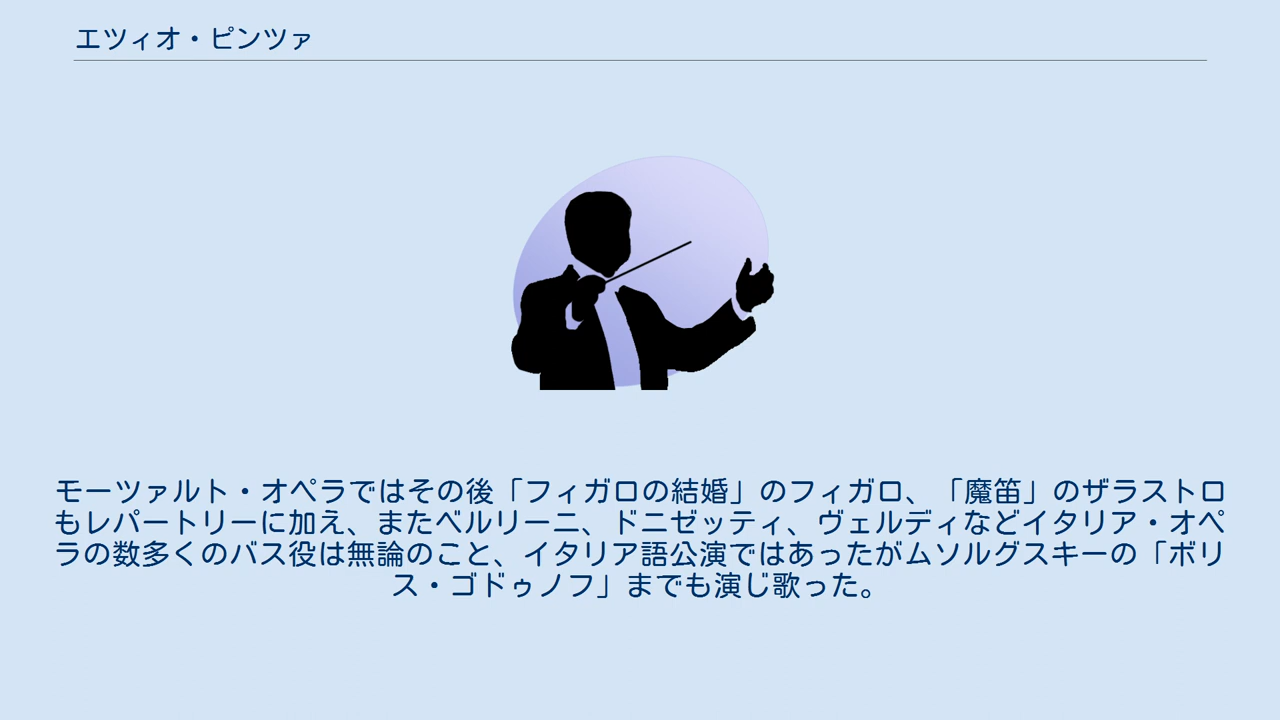 エツィオ・ピンツァ
モーツァルト・オペラではその後「フィガロの結婚」のフィガロ、「魔笛」のザラストロ
もレパートリーに加え、またベルリーニ、ドニゼッティ、ヴェルディなどイタリア・オペ
ラの数多くのバス役は無論のこと、イタリア語公演ではあったがムソルグスキーの「ボリ
ス・ゴドゥノフ」までも演じ歌った。